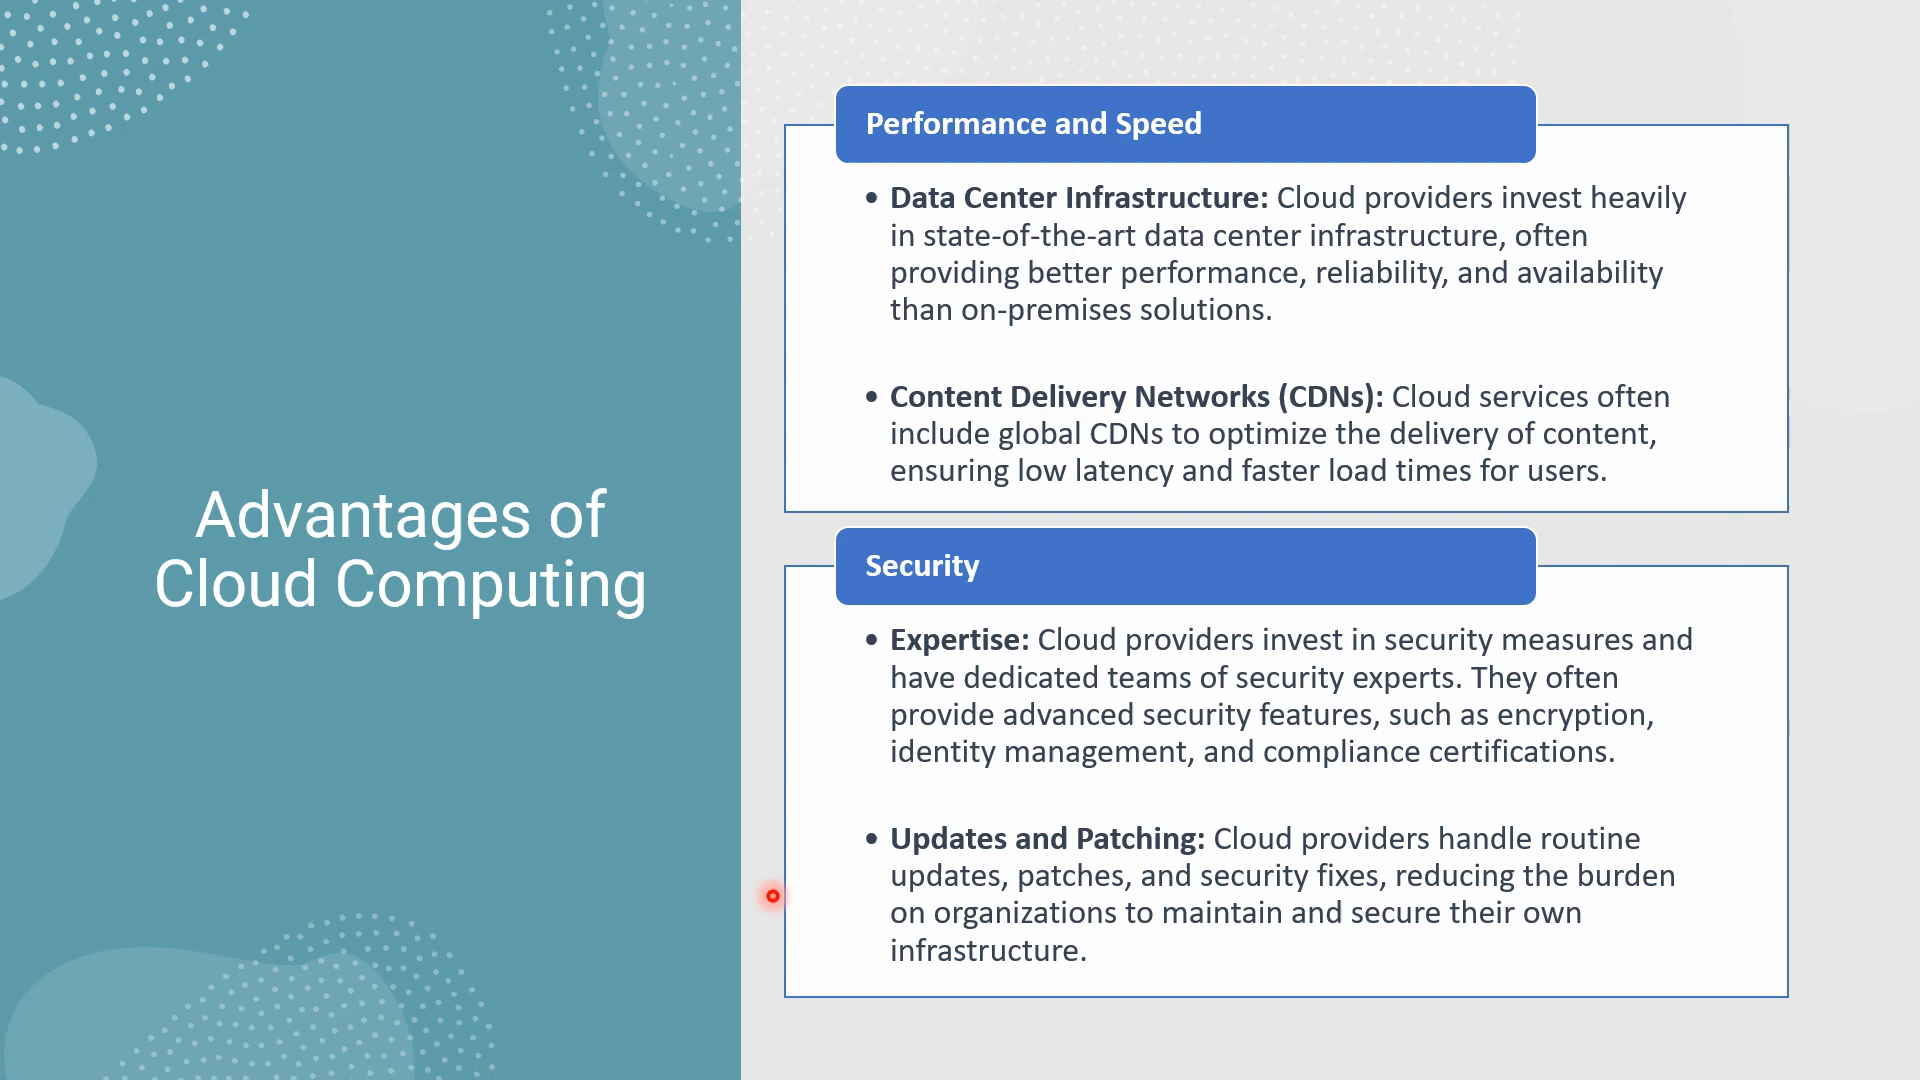 Advantages of
Cloud Computing
Performance and Speed
• Data Center Infrastructure: Cloud providers invest heavily
in state-of-the-art data center infrastructure, often
providing better performance, reliability, and availability
than on-premises solutions.
• Content Delivery Networks (CDNs): Cloud services often
include global CDNs to optimize the delivery of content,
ensuring low latency and faster load times for users.
Security
• Expertise: Cloud providers invest in security measures and
have dedicated teams of security experts. They often
provide advanced security features, such as encryption,
identity management, and compliance certifications.
• Updates and Patching: Cloud providers handle routine
updates, patches, and security fixes, reducing the burden
on organizations to maintain and secure their own
infrastructure.